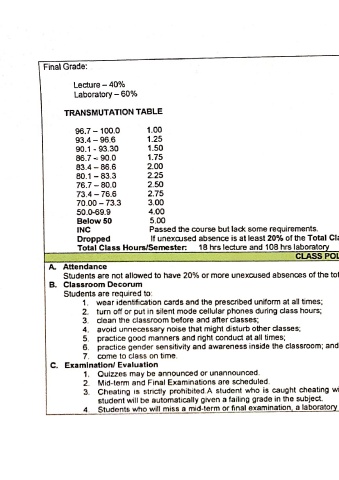 Final Grade:
Lecture – 40%
Laboratory – 60%
TRANSMUTATION TABLE
96.7 – 100.0 1.00
93.4 – 96.6 1.25
90.1 - 93.30 1.50
86.7 – 90.0 1.75
83.4 – 86.6 2.00
80.1 – 83.3 2.25
76.7 – 80.0 2.50
73.4 – 76.6 2.75
70.00 – 73.3 3.00
50.0-69.9 4.00
Below 50 5.00
INC Passed the course but lack some requirements.
Dropped If unexcused absence is at least 20% of the Total Cla
Total Class Hours/Semester: 18 hrs lecture and 108 hrs laboratory
CLASS POL
A. Attendance
Students are not allowed to have 20% or more unexcused absences of the tot
B. Classroom Decorum
Students are required to:
1. wear identification cards and the prescribed uniform at all times;
2. turn off or put in silent mode cellular phones during class hours;
3. clean the classroom before and after classes;
4. avoid unnecessary noise that might disturb other classes;
5. practice good manners and right conduct at all times;
6. practice gender sensitivity and awareness inside the classroom; and
7. come to class on time.
C. Examination/ Evaluation
1. Quizzes may be announced or unannounced.
2. Mid-term and Final Examinations are scheduled.
3. Cheating is strictly prohibited.A student who is caught cheating wi
student will be automatically given a failing grade in the subject.
4 Students who will miss a mid-term or final examination, a laboratory